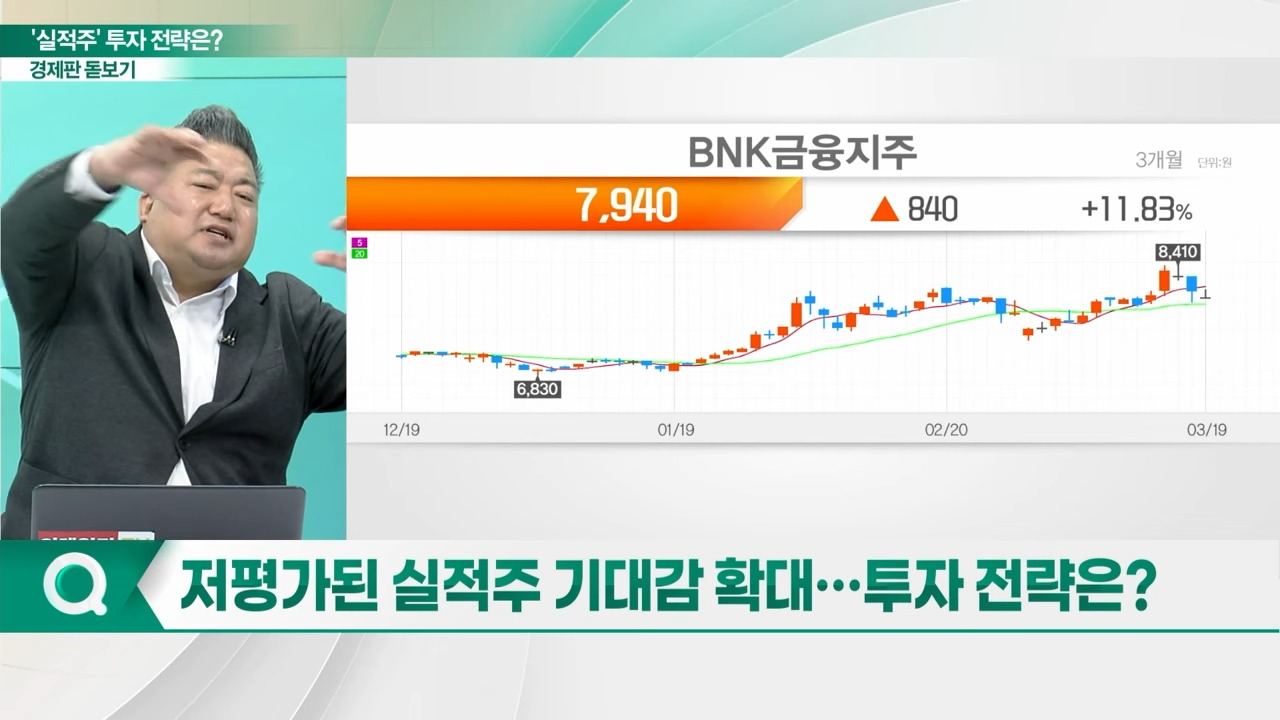 '실적주' 투자 전략은?
경제판 돋보기
BNK금융지주
3개월 단위:원
7,940 ▲ 840 +11.83%
5
20
8,410
6,830
12/19 01/19 02/20 03/19
저평가된 실적주 기대감 확대…투자 전략은?